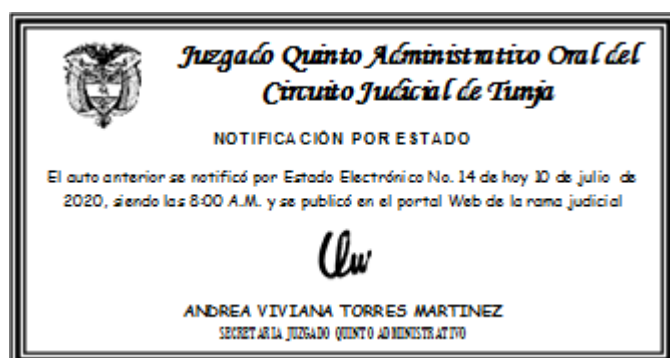 Juzgado Quinto Administrativo Oral del
Circuito Judicial de Tunja
NOTIFICACIÓN POR ESTADO
El auto anterior se notificó por Estado Electrónico No. 14 de hoy 10 de julio de
2020, siendo las 8:00 A.M. y se publicó en el portal Web de la rama judicial
ANDREA VIVIANA TORRES MARTINEZ
SECRETARIA JUZGADO QUINTO ADMINISTRATIVO